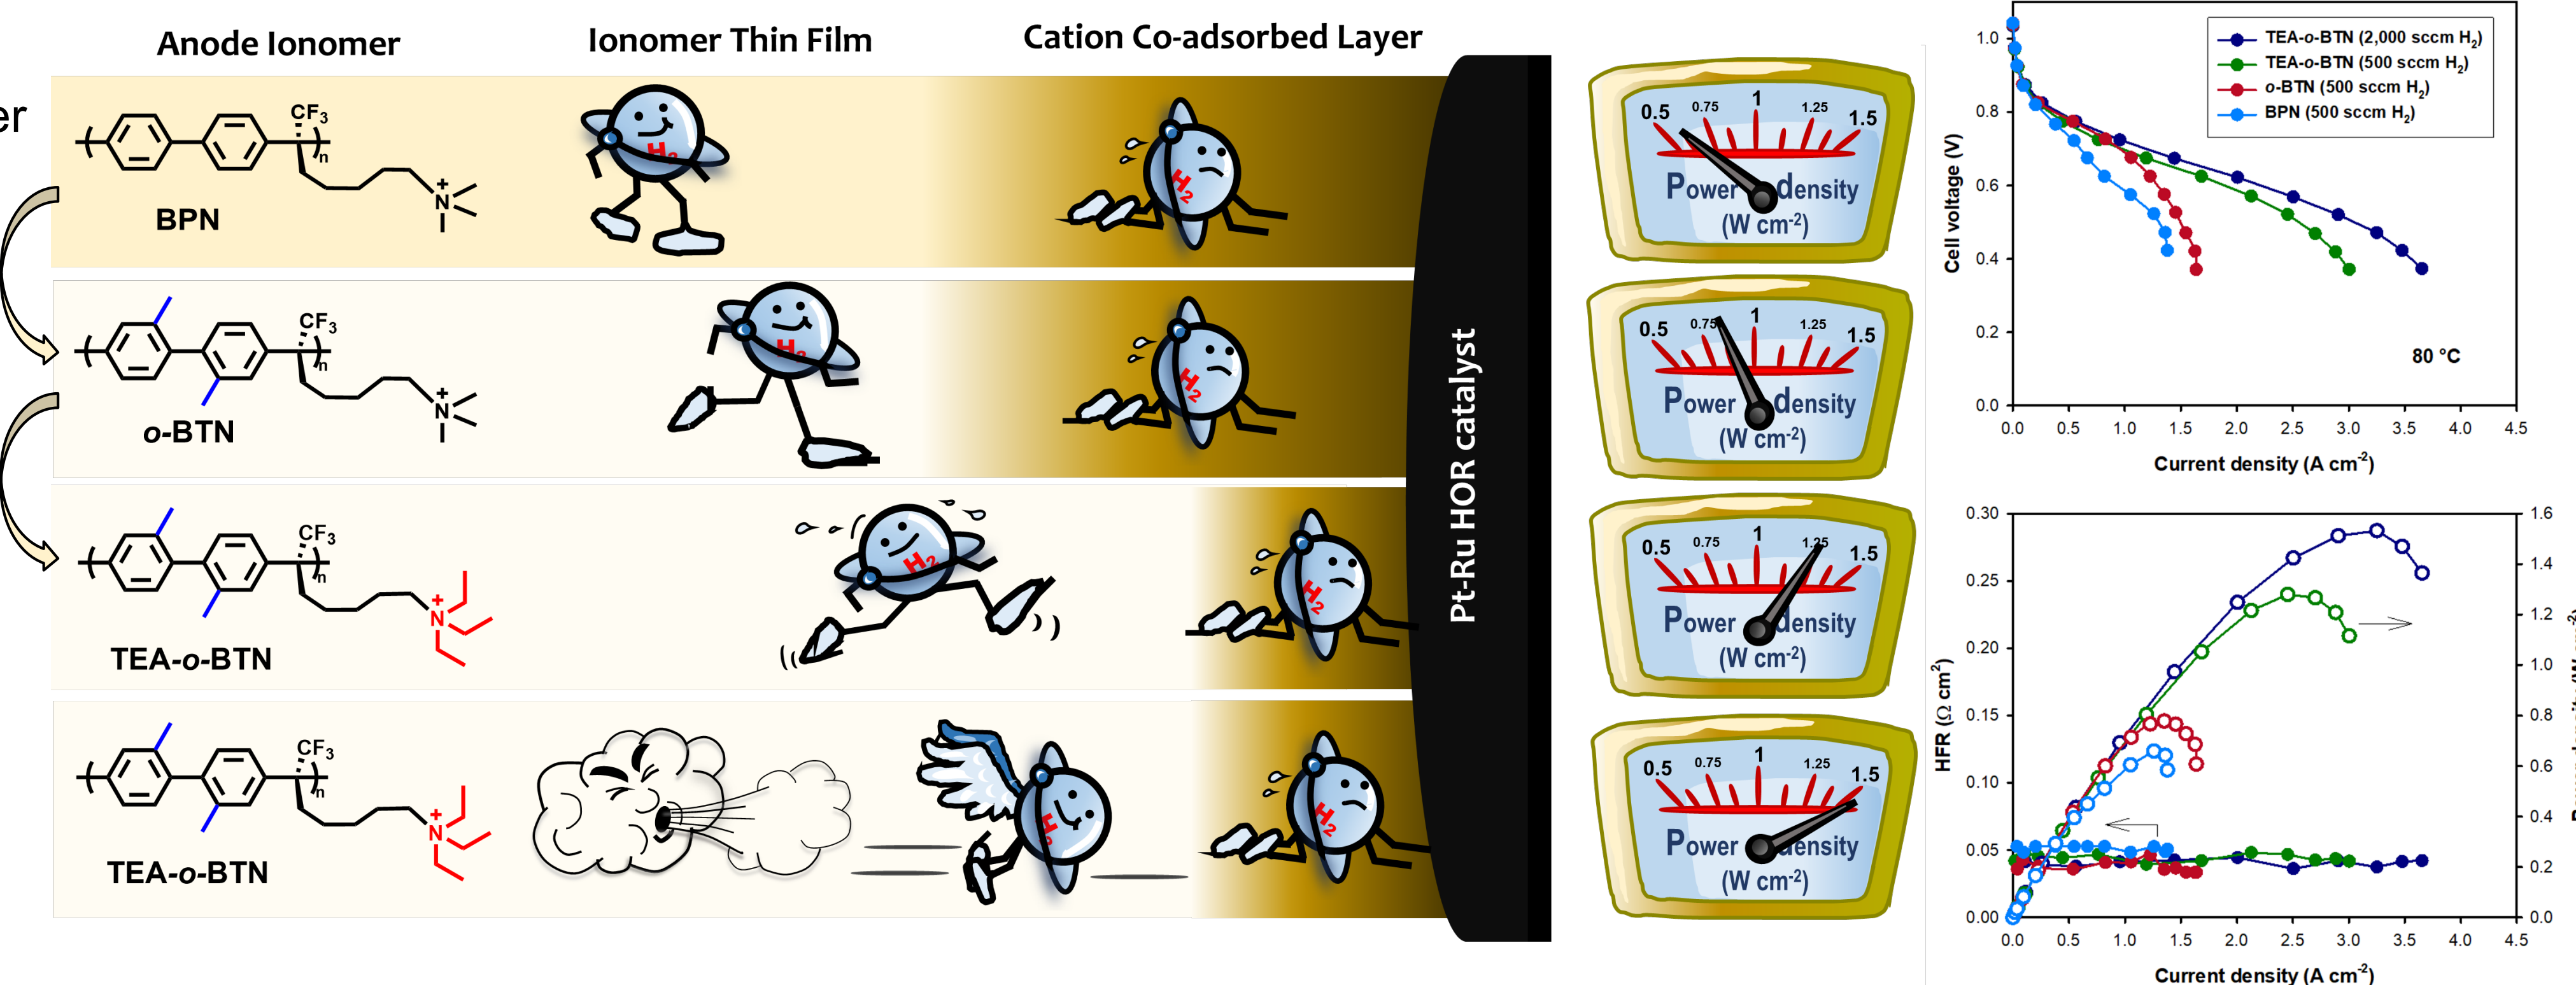 Anode Ionomer
Ionomer Thin Film
Cation Co-adsorbed Layer
er
CF3
n
N+
BPN
H2
H2
0.5 0.75 1 1.25 1.5
Power density
(W cm-2)
CF3
n
N+
o-BTN
H2
H2
0.5 0.75 1 1.25 1.5
Power density
(W cm-2)
CF3
n
N+
TEA-o-BTN
H2
H2
0.5 0.75 1 1.25 1.5
Power density
(W cm-2)
CF3
n
N+
TEA-o-BTN
H2
H2
0.5 0.75 1 1.25 1.5
Power density
(W cm-2)
Pt-Ru HOR catalyst
TEA-o-BTN (2,000 sccm H2)
TEA-o-BTN (500 sccm H2)
o-BTN (500 sccm H2)
BPN (500 sccm H2)
Cell voltage (V)
1.0
0.8
0.6
0.4
0.2
0.0
80 °C
0.0 0.5 1.0 1.5 2.0 2.5 3.0 3.5 4.0 4.5
Current density (A cm-2)
HFR (Ω cm2)
0.30
0.25
0.20
0.15
0.10
0.05
0.00
1.6
1.4
1.2
1.0
0.8
0.6
0.4
0.2
0.0
0.0 0.5 1.0 1.5 2.0 2.5 3.0 3.5 4.0 4.5
Current density (A cm-2)